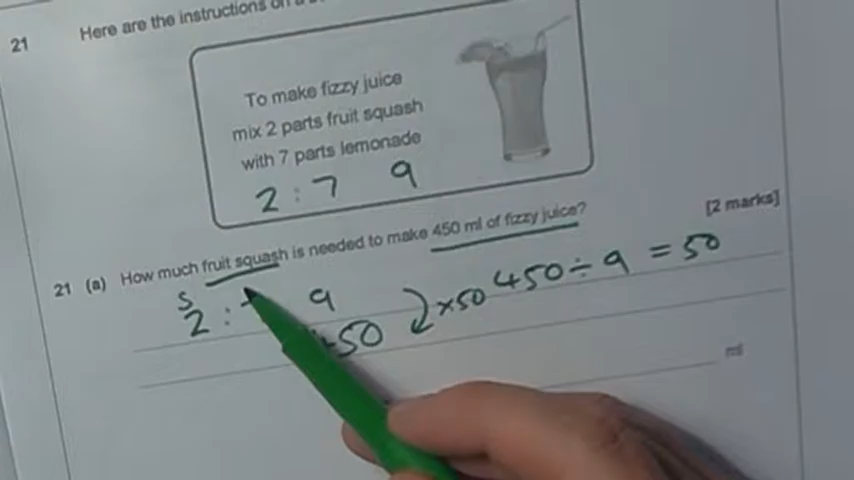 21 Here are the instructions on a
To make fizzy juice
mix 2 parts fruit squash
with 7 parts lemonade
2 : 7 9
[2 marks]
21 (a) How much fruit squash is needed to make 450 ml of fizzy juice?
S
2 : 9 ×50 450 ÷ 9 = 50
450
ml